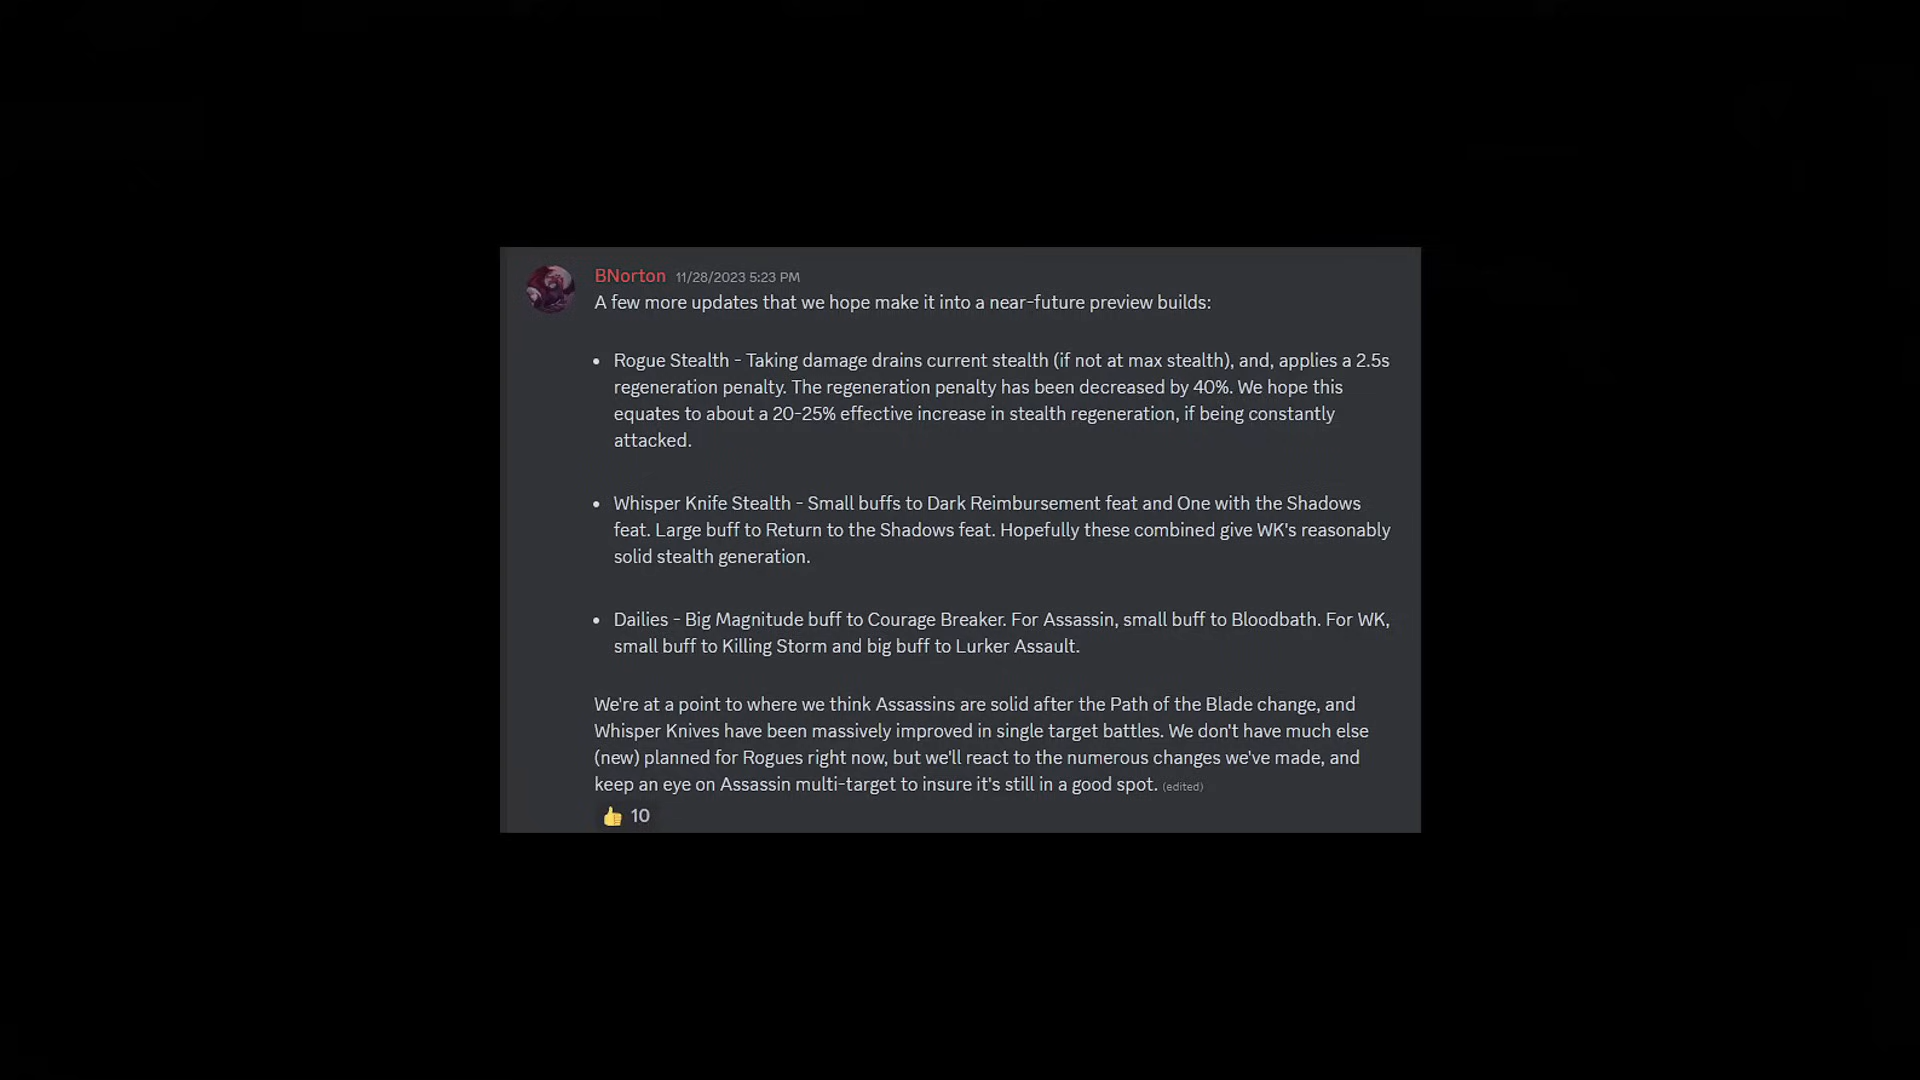 BNorton 11/28/2023 5:23 PM
A few more updates that we hope make it into a near-future preview builds:
• Rogue Stealth - Taking damage drains current stealth (if not at max stealth), and, applies a 2.5s
regeneration penalty. The regeneration penalty has been decreased by 40%. We hope this
equates to about a 20-25% effective increase in stealth regeneration, if being constantly
attacked.
• Whisper Knife Stealth - Small buffs to Dark Reimbursement feat and One with the Shadows
feat. Large buff to Return to the Shadows feat. Hopefully these combined give WK's reasonably
solid stealth generation.
• Dailies - Big Magnitude buff to Courage Breaker. For Assassin, small buff to Bloodbath. For WK,
small buff to Killing Storm and big buff to Lurker Assault.
We're at a point to where we think Assassins are solid after the Path of the Blade change, and
Whisper Knives have been massively improved in single target battles. We don't have much else
(new) planned for Rogues right now, but we'll react to the numerous changes we've made, and
keep an eye on Assassin multi-target to insure it's still in a good spot. (edited)
👍 10